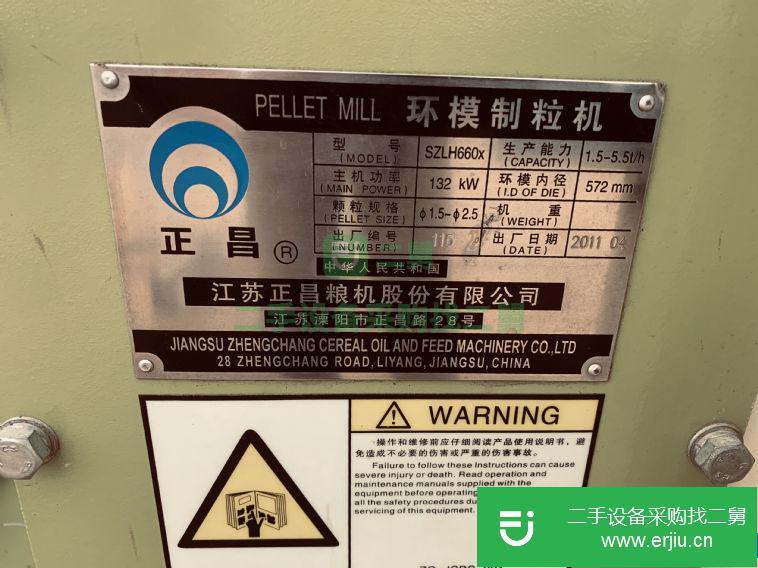 PELLET MILL 环模制粒机
型号 (MODEL) SZLH660x 生产能力 (CAPACITY) 1.5-5.5t/h
主机功率 (MAIN POWER) 132 kW 环模内径 (I.D OF DIE) 572 mm
颗粒规格 (PELLET SIZE) φ1.5~φ2.5 机重 (WEIGHT)
出厂编号 (NUMBER) 出厂日期 (DATE) 2011 04
正昌®
中华人民共和国
江苏正昌粮机股份有限公司
江苏溧阳市正昌路28号
JIANGSU ZHENGCHANG CEREAL OIL AND FEED MACHINERY CO.,LTD
28 ZHENGCHANG ROAD, LIYANG, JIANGSU, CHINA
二手设备采购找二舅
WARNING
操作和维修前应仔细阅读产品使用说明书，避
免造成不必要的伤害或严重的伤害事故。
Failure to follow these instructions can cause
severe injury or death. Read operation and
maintenance manuals supplied with the
equipment before operating
all the safety procedures
servicing of this equipment.
二手设备采购找二舅
www.erjiu.cn